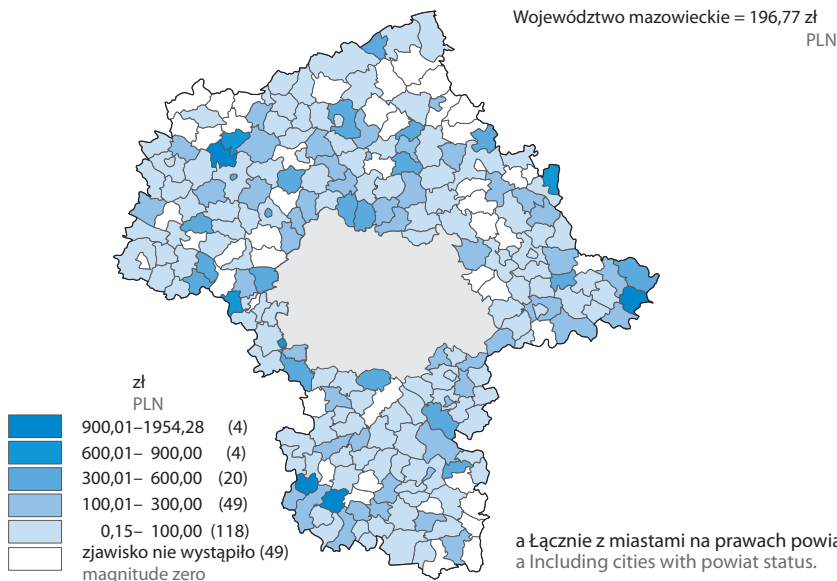 Województwo mazowieckie = 196,77 zł
PLN
zł
PLN
900,01–1954,28 (4)
600,01– 900,00 (4)
300,01– 600,00 (20)
100,01– 300,00 (49)
0,15– 100,00 (118)
zjawisko nie wystąpiło (49)
magnitude zero
a Łącznie z miastami na prawach powia
a Including cities with powiat status.